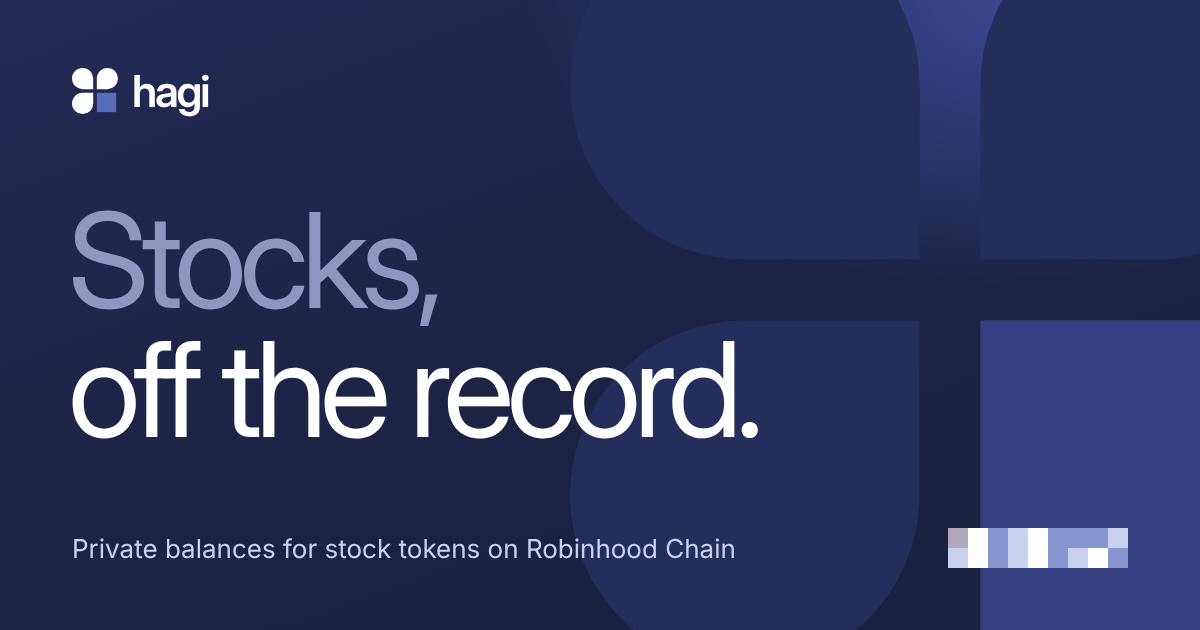 hagi
Stocks,
off the record.
Private balances for stock tokens on Robinhood Chain